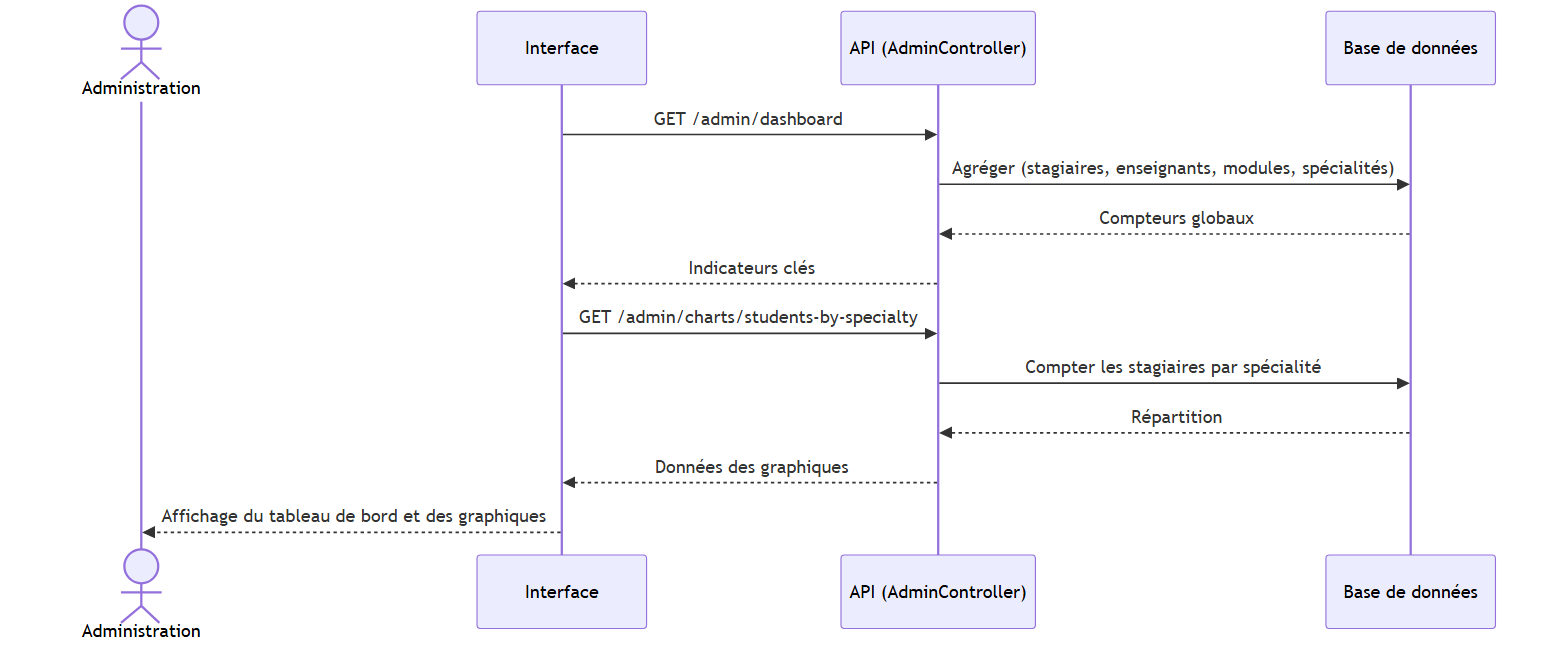 Administration
Interface
API (AdminController)
Base de données
GET /admin/dashboard
Agréger (stagiaires, enseignants, modules, spécialités)
Compteurs globaux
Indicateurs clés
GET /admin/charts/students-by-specialty
Compter les stagiaires par spécialité
Répartition
Données des graphiques
Affichage du tableau de bord et des graphiques
Administration
Interface
API (AdminController)
Base de données